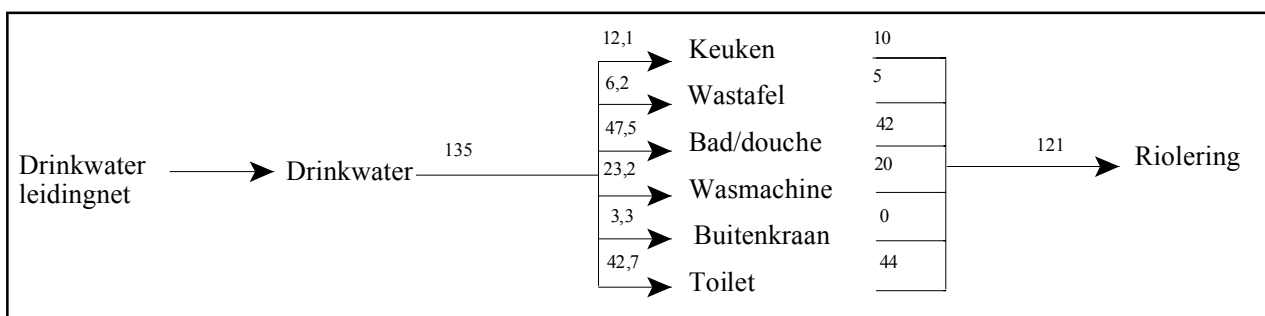 Drinkwater
leidingnet
Drinkwater
135
12,1 Keuken 10
6,2 Wastafel 5
47,5 Bad/douche 42
23,2 Wasmachine 20
3,3 Buitenkraan 0
42,7 Toilet 44
121
Riolering